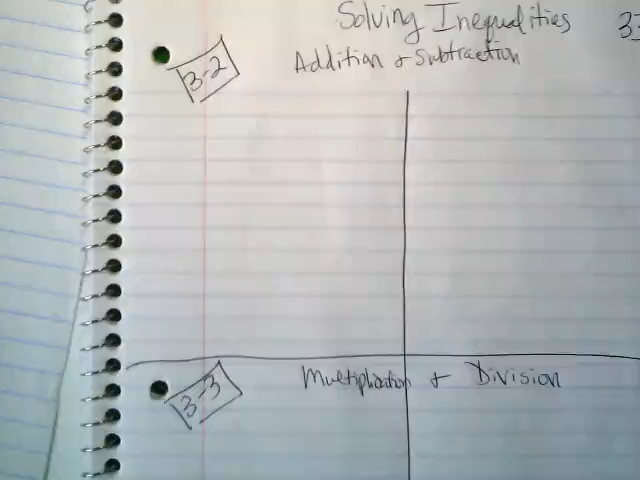 Solving Inequalities
3-2 Addition & Subtraction
3-3 Multiplication & Division